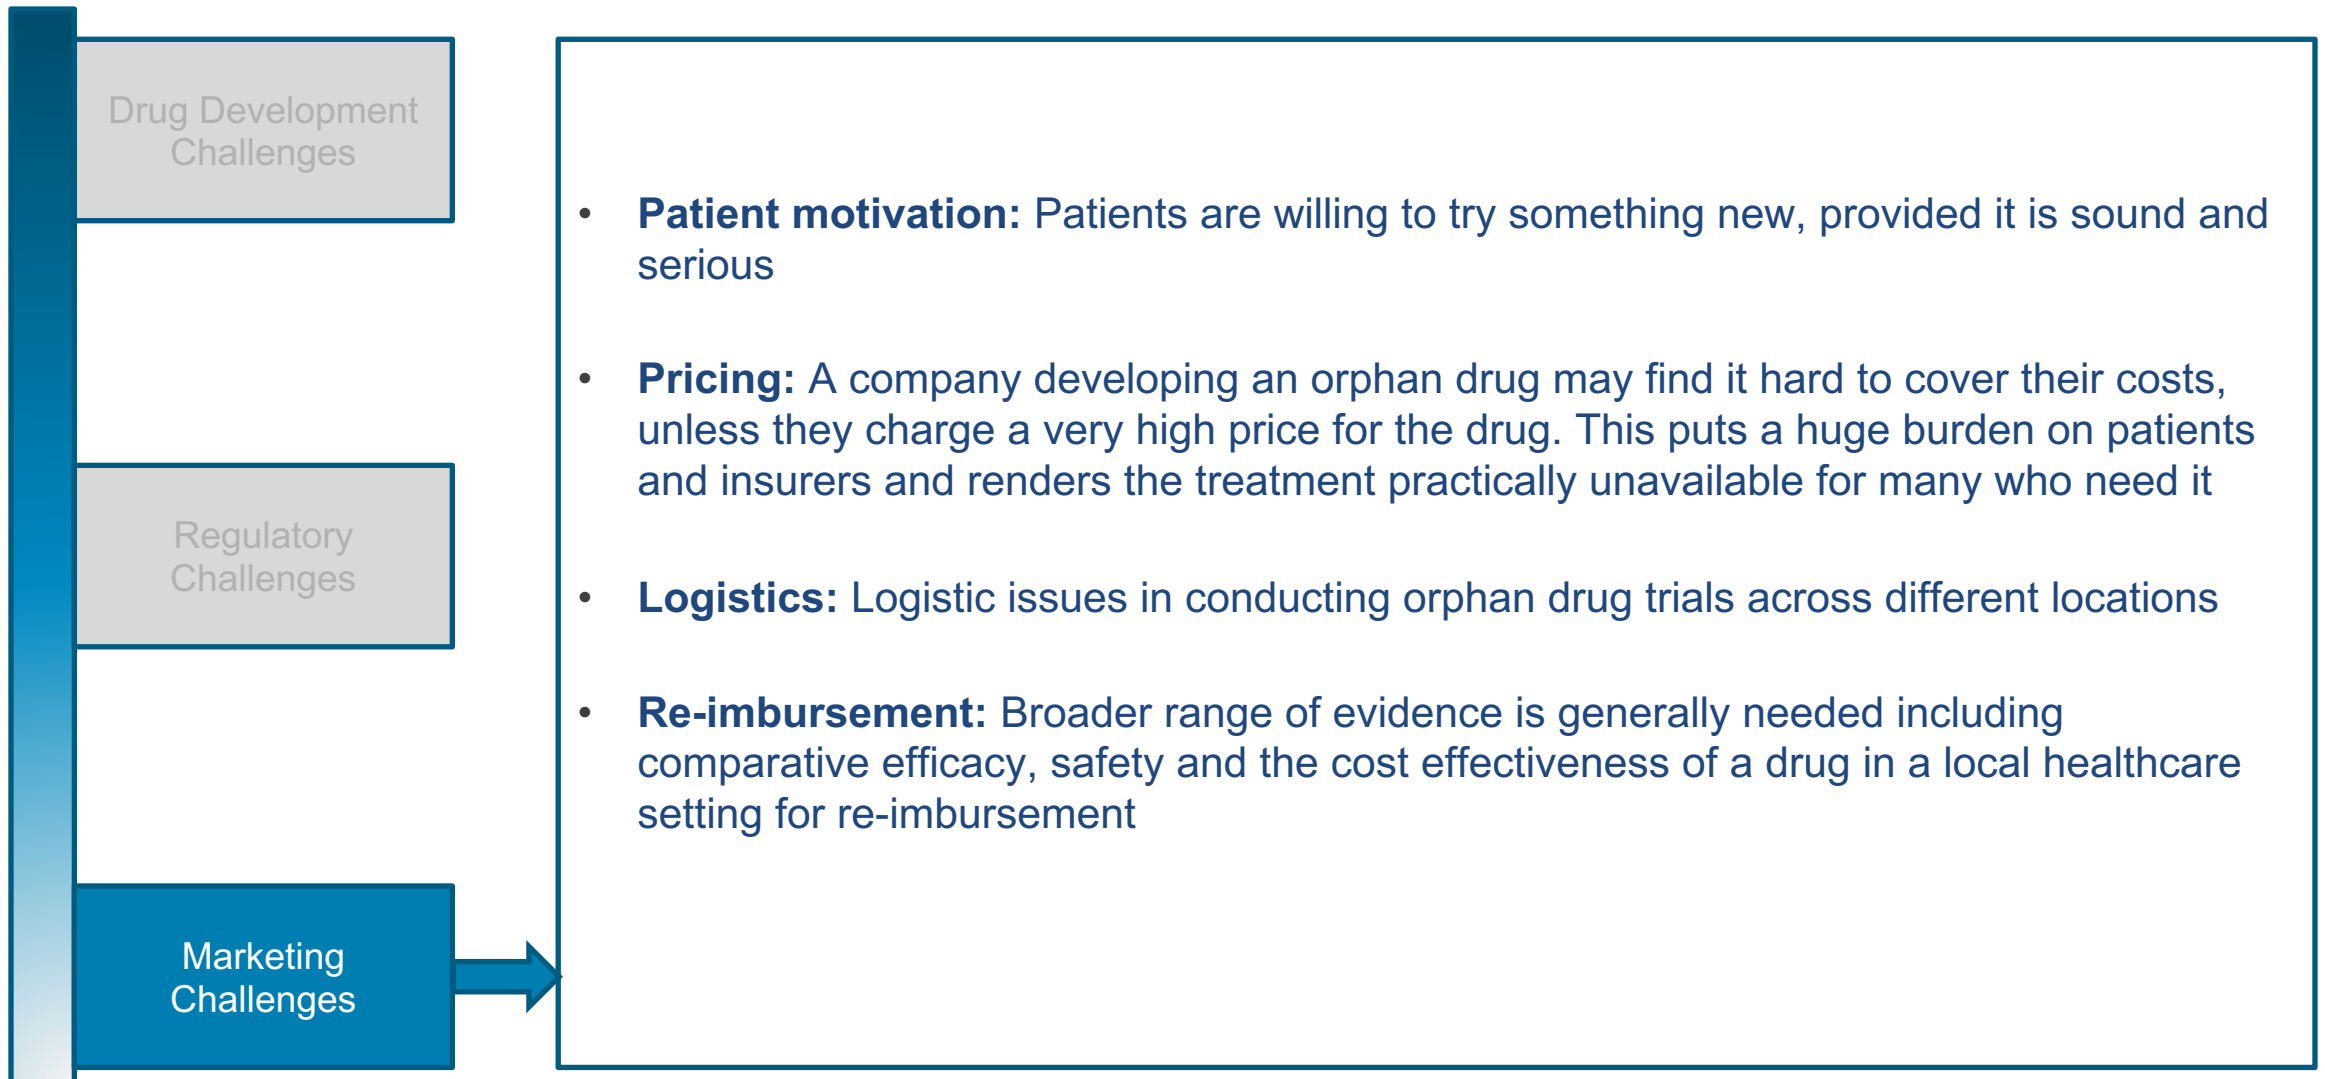 Drug Development
Challenges
Regulatory
Challenges
Marketing
Challenges
• Patient motivation: Patients are willing to try something new, provided it is sound and
serious
• Pricing: A company developing an orphan drug may find it hard to cover their costs,
unless they charge a very high price for the drug. This puts a huge burden on patients
and insurers and renders the treatment practically unavailable for many who need it
• Logistics: Logistic issues in conducting orphan drug trials across different locations
• Re-imbursement: Broader range of evidence is generally needed including
comparative efficacy, safety and the cost effectiveness of a drug in a local healthcare
setting for re-imbursement